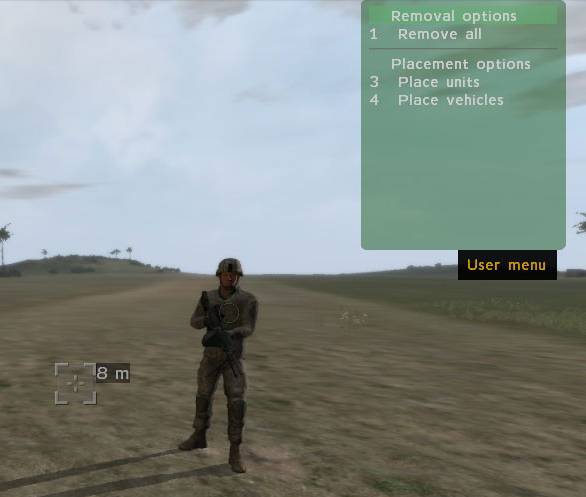 Removal options
1 Remove all
Placement options
3 Place units
4 Place vehicles
User menu
8 m